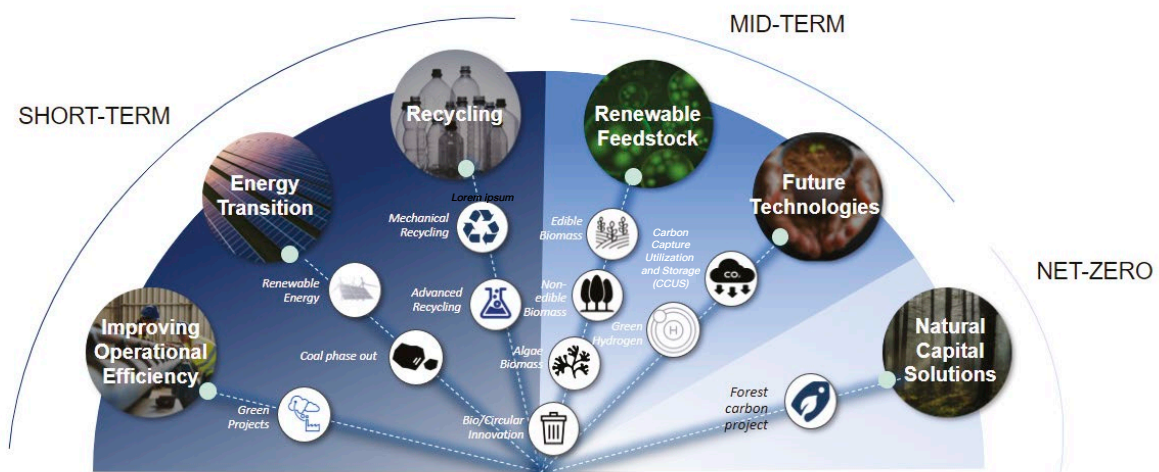 MID-TERM
SHORT-TERM
Recycling
Renewable
Feedstock
Energy
Transition
Future
Technologies
Lorem ipsum
Mechanical
Recycling
Edible
Biomass
Carbon
Capture
Utilization
and Storage
(CCUS)
CO₂
NET-ZERO
Renewable
Energy
Advanced
Recycling
Non-
edible
Biomass
Green
Hydrogen
H
Improving
Operational
Efficiency
Coal phase out
Algae
Biomass
Natural
Capital
Solutions
Green
Projects
Bio/Circular
Innovation
Forest
carbon
project